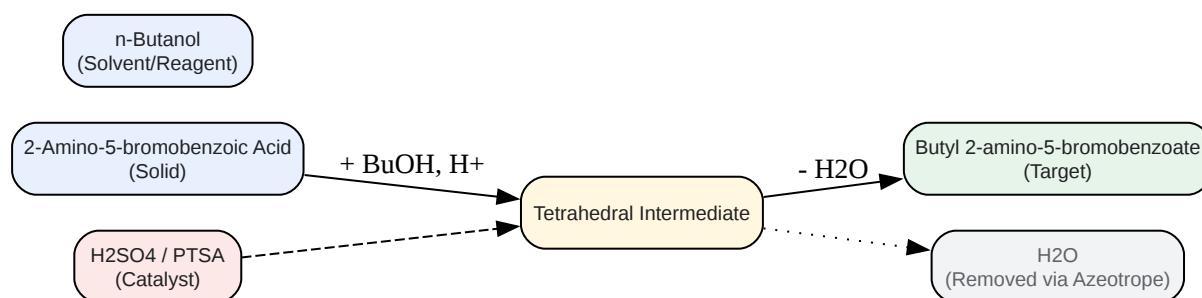 n-Butanol
(Solvent/Reagent)
2-Amino-5-bromobenzoic Acid
(Solid)
+ BuOH, H+
H2SO4 / PTSA
(Catalyst)
Tetrahedral Intermediate
- H2O
Butyl 2-amino-5-bromobenzoate
(Target)
H2O
(Removed via Azeotrope)